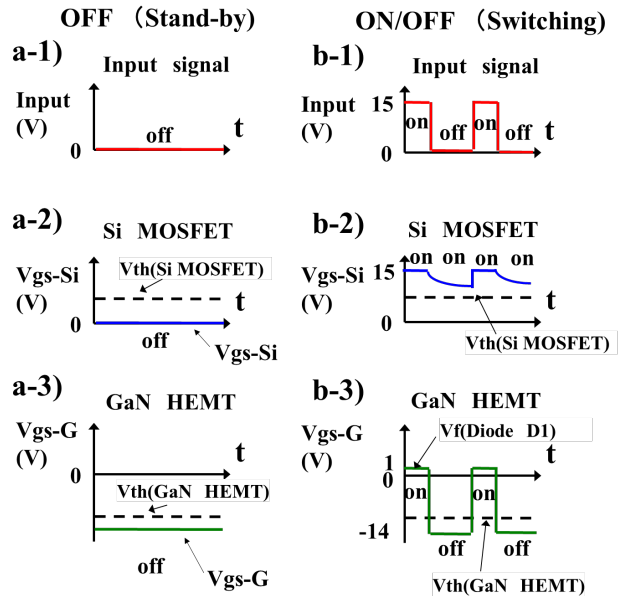 OFF （Stand-by)
a-1)
Input signal
Input
(V)
off
t
0
a-2)
Si MOSFET
Vgs-Si
(V)
Vth(Si MOSFET)
t
0
off
Vgs-Si
a-3)
GaN HEMT
Vgs-G
(V)
t
0
Vth(GaN HEMT)
off
Vgs-G
ON/OFF （Switching)
b-1)
Input signal
Input
(V)
15
on off on off
t
0
b-2)
Si MOSFET
on on on on
Vgs-Si
(V)
15
t
0
Vth(Si MOSFET)
b-3)
GaN HEMT
Vgs-G
(V)
Vf(Diode D1)
t
1
0
on on
-14
off off
Vth(GaN HEMT)